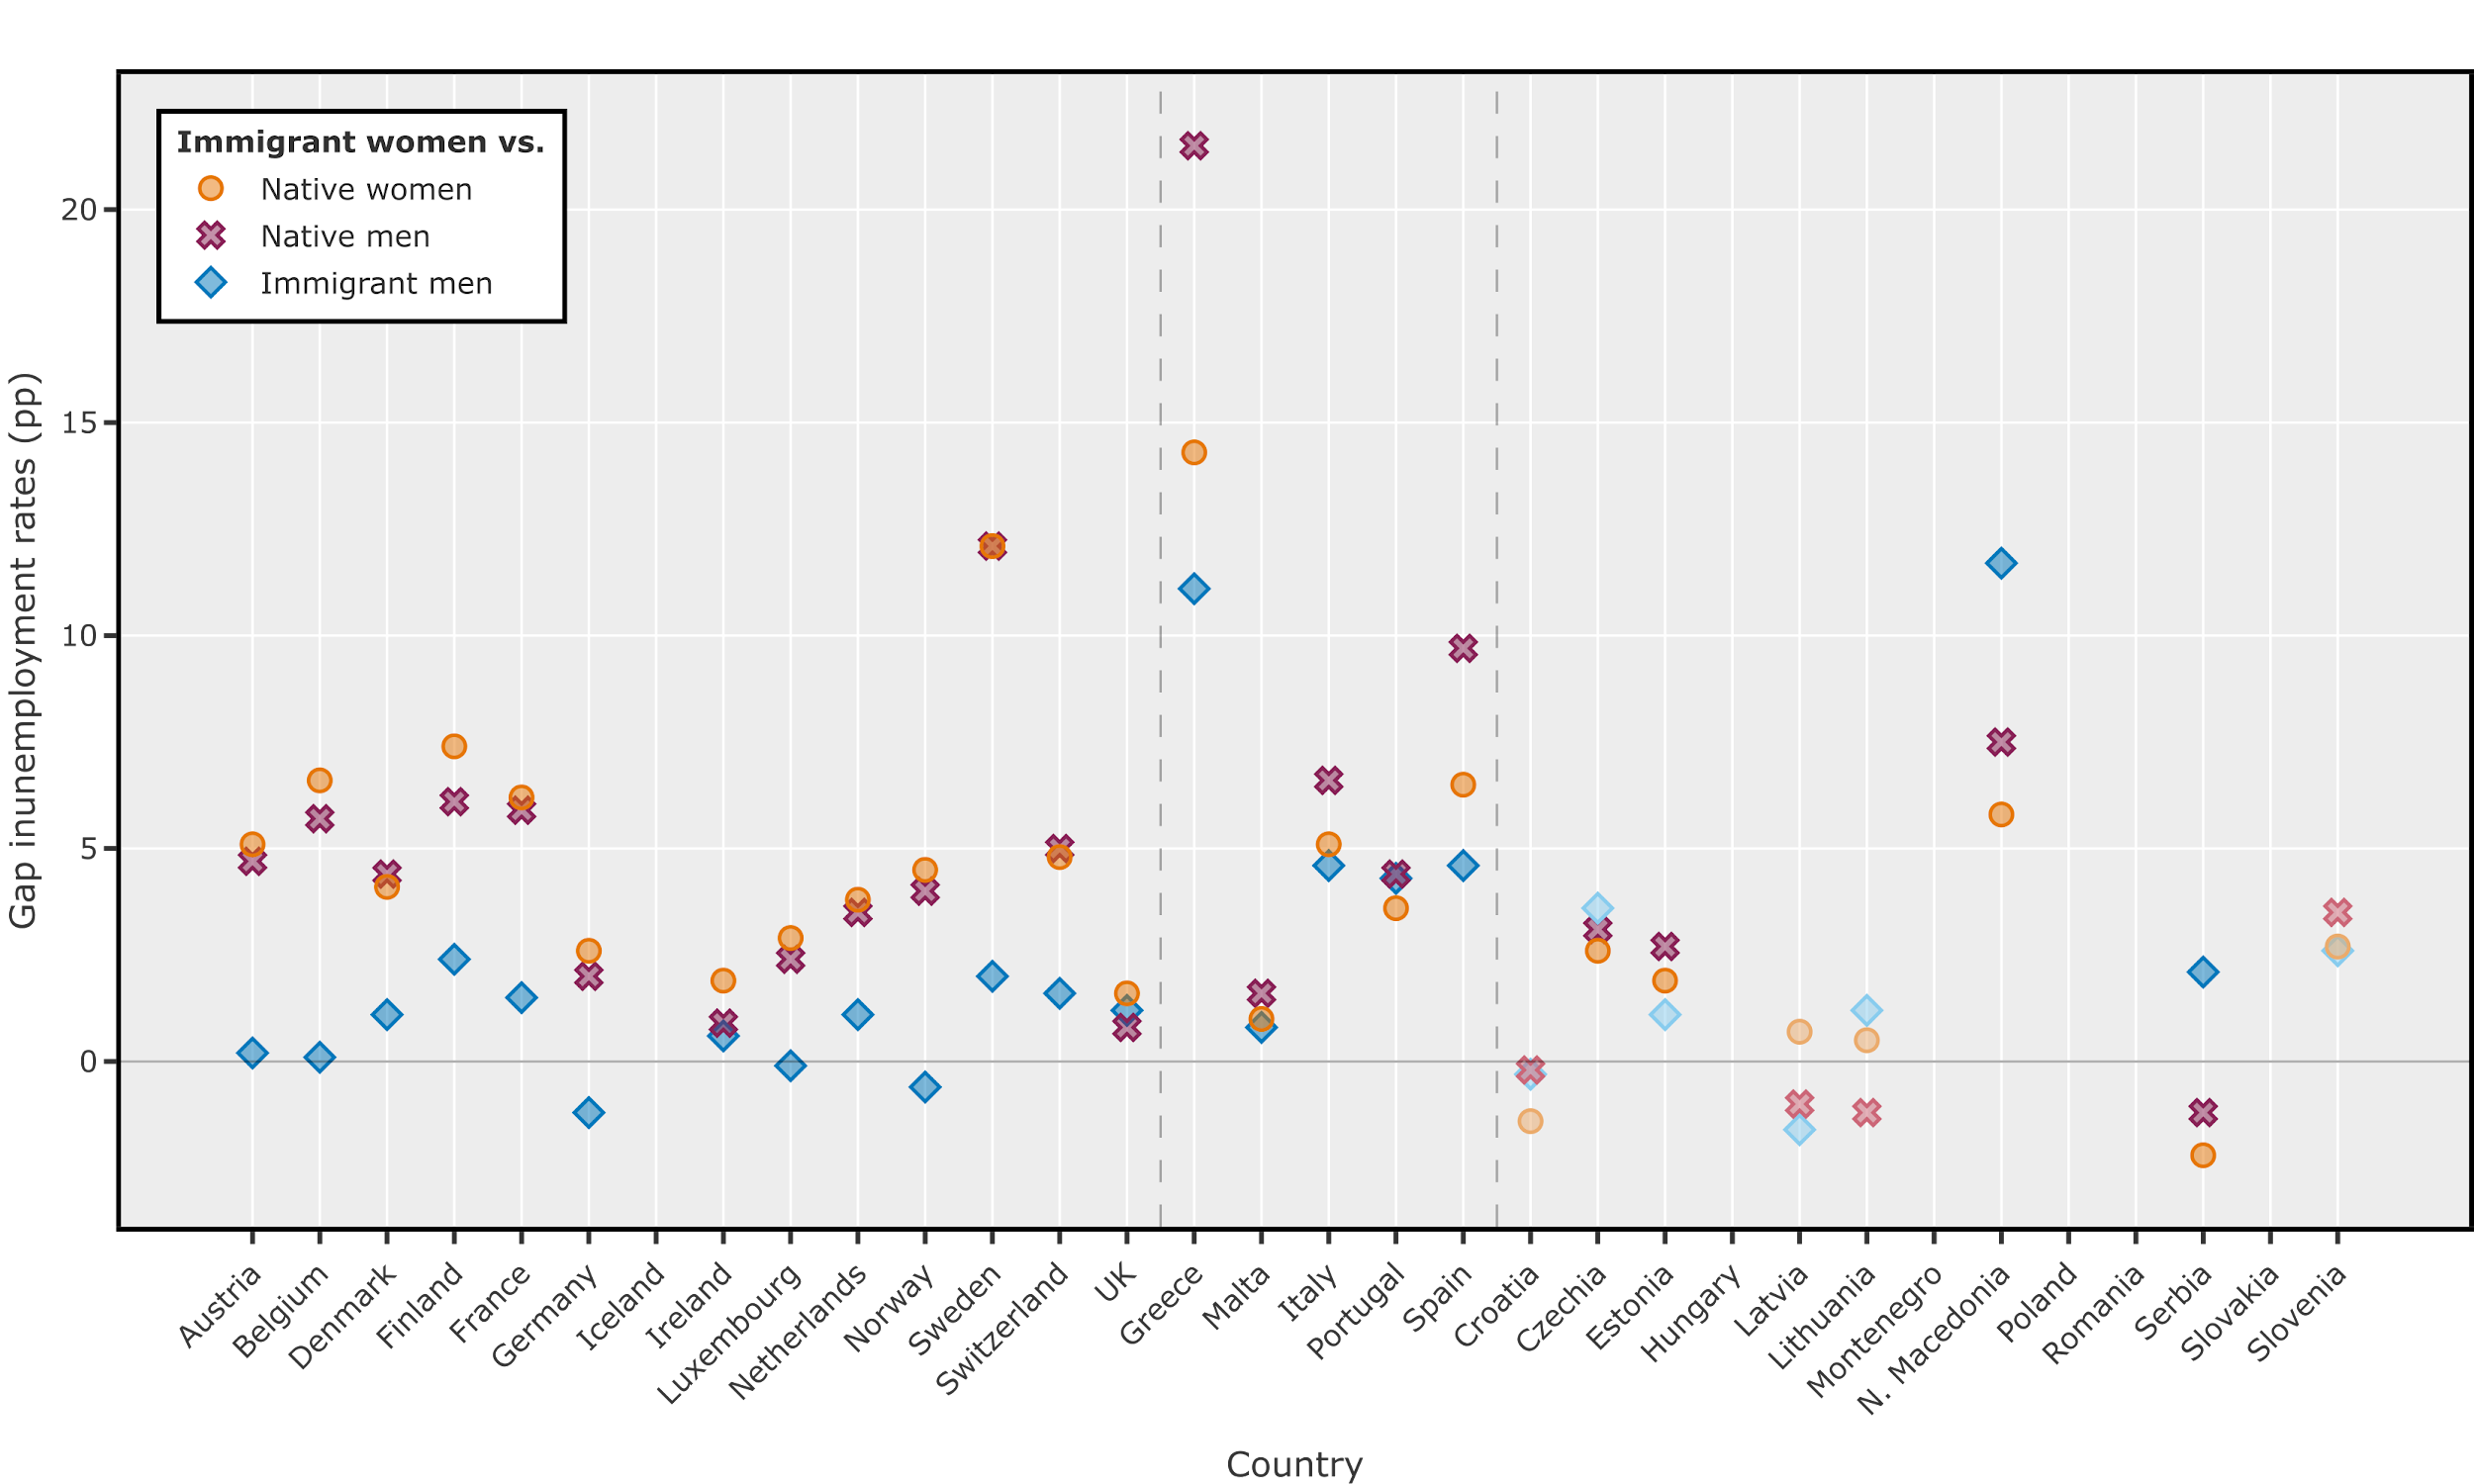 Immigrant women vs.
Native women
Native men
Immigrant men
Gap inunemployment rates (pp)
20
15
10
5
0
Austria
Belgium
Denmark
Finland
France
Germany
Iceland
Ireland
Luxembourg
Netherlands
Norway
Sweden
Switzerland
UK
Greece
Malta
Italy
Portugal
Spain
Croatia
Czechia
Estonia
Hungary
Latvia
Lithuania
Montenegro
N. Macedonia
Poland
Romania
Serbia
Slovakia
Slovenia
Country